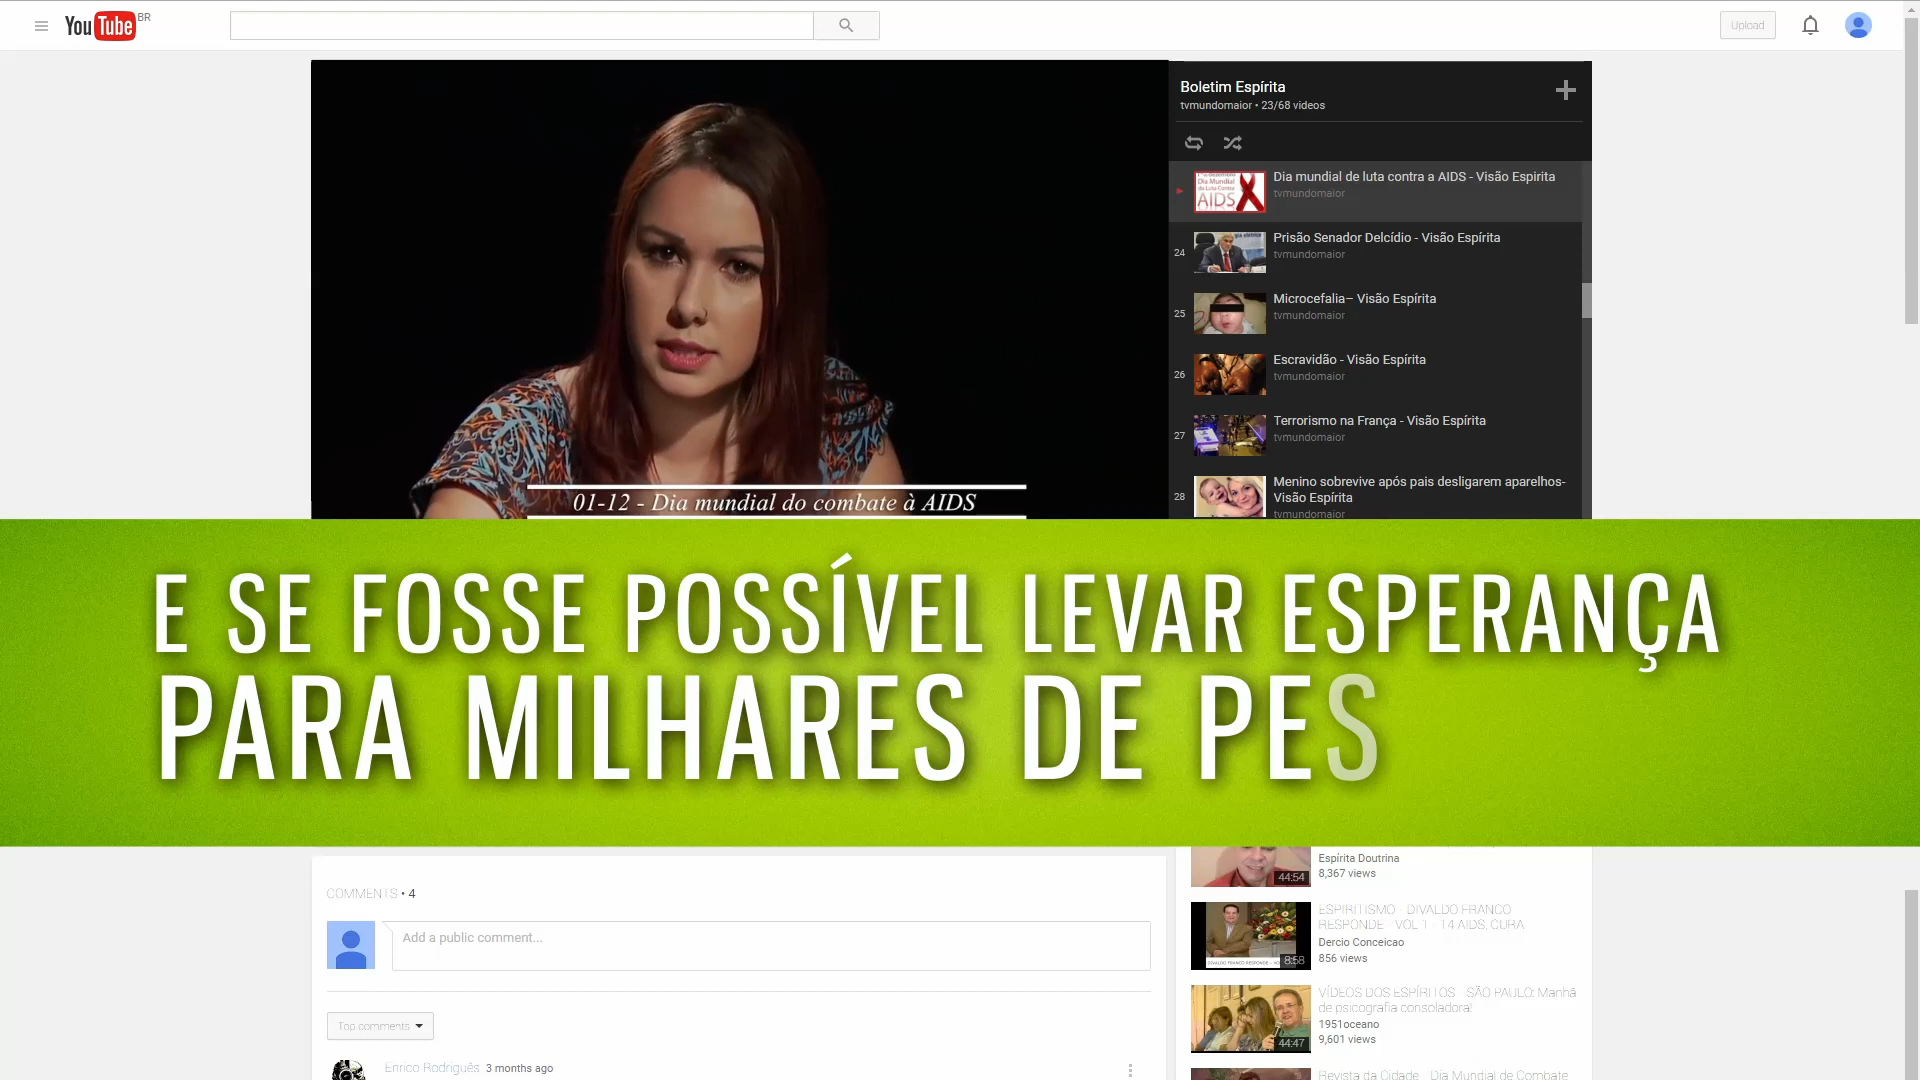 YouTube BR
Upload
Boletim Espírita
tvmundomaior • 23/68 videos
Dia Mundial
de Luta Contra
AIDS
Dia mundial de luta contra a AIDS - Visão Espirita
tvmundomaior
24
Prisão Senador Delcídio - Visão Espírita
tvmundomaior
25
Microcefalia– Visão Espírita
tvmundomaior
26
Escravidão - Visão Espírita
tvmundomaior
27
Terrorismo na França - Visão Espírita
tvmundomaior
28
Menino sobrevive após pais desligarem aparelhos-
Visão Espírita
tvmundomaior
01-12 - Dia mundial do combate à AIDS
E SE FOSSE POSSÍVEL LEVAR ESPERANÇA
PARA MILHARES DE PES
COMMENTS • 4
Add a public comment...
Top comments
Enrico Rodrigues 3 months ago
44:54
Espírita Doutrina
8,367 views
8:58
ESPIRITISMO - DIVALDO FRANCO
RESPONDE - VOL 1 - 14 AIDS, CURA
Dercio Conceicao
856 views
44:47
VÍDEOS DOS ESPÍRITOS - SÃO PAULO: Manhã
de psicografia consoladora!
1951oceano
9,601 views
Revista da Cidade - Dia Mundial de Combate